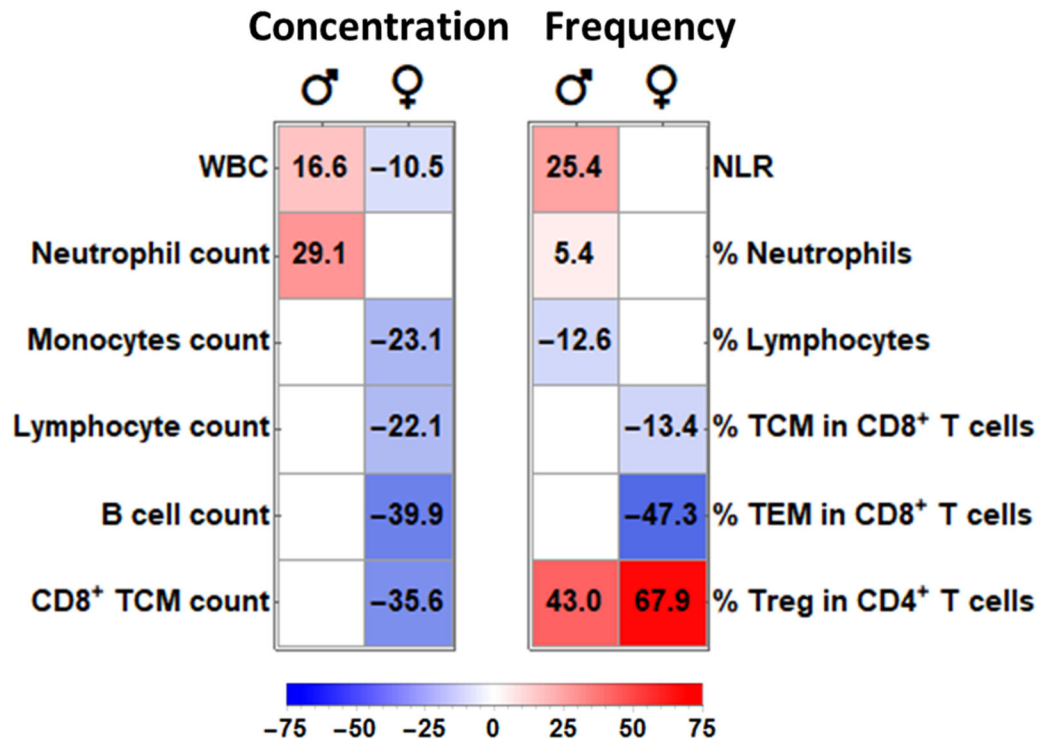 Concentration Frequency
♂ ♀ ♂ ♀
WBC 16.6 −10.5 25.4 NLR
Neutrophil count 29.1 5.4 % Neutrophils
Monocytes count −23.1 −12.6 % Lymphocytes
Lymphocyte count −22.1 −13.4 % TCM in CD8⁺ T cells
B cell count −39.9 −47.3 % TEM in CD8⁺ T cells
CD8⁺ TCM count −35.6 43.0 67.9 % Treg in CD4⁺ T cells
−75 −50 −25 0 25 50 75